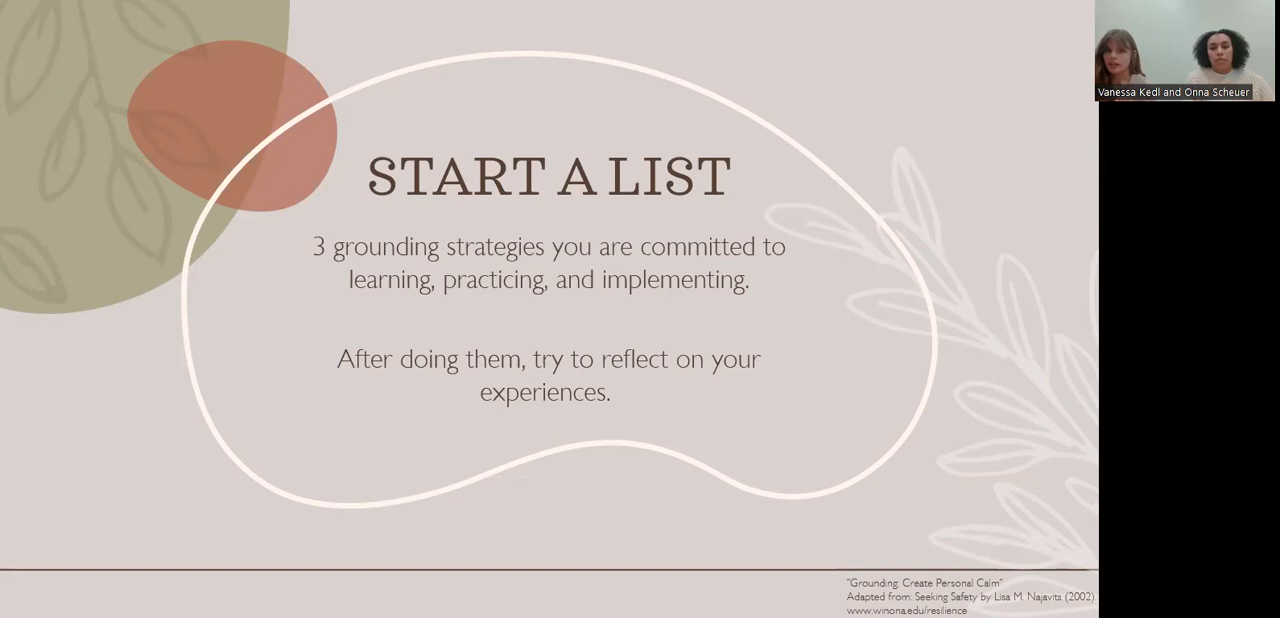 START A LIST
3 grounding strategies you are committed to
learning, practicing, and implementing.
After doing them, try to reflect on your
experiences.
Vanessa Kedl and Onna Scheuer
"Grounding: Create Personal Calm"
Adapted from: Seeking Safety by Lisa M. Najavits (2002).
www.winona.edu/resilience